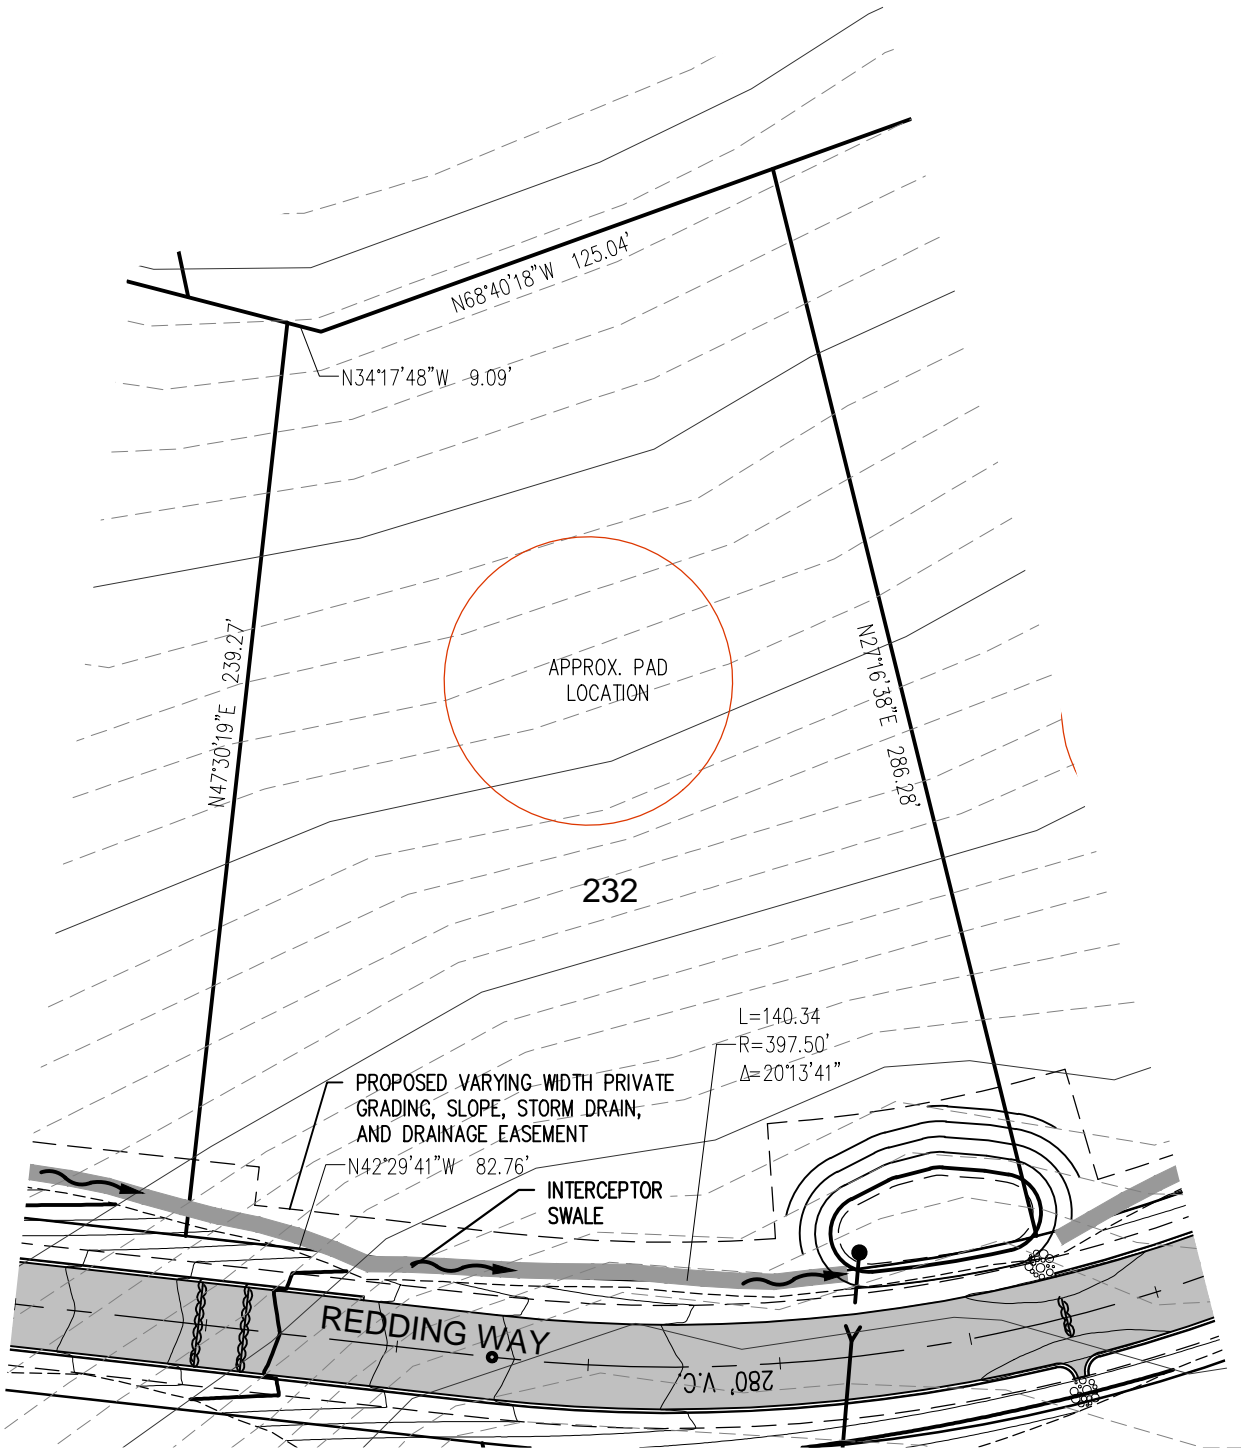 N68°40'18"W 125.04'
N34°17'48"W 9.09'
N47°30'19"E 239.27'
APPROX. PAD
LOCATION
N27°16'38"E 286.28'
232
L=140.34
R=397.50'
Δ=20°13'41"
PROPOSED VARYING WIDTH PRIVATE
GRADING, SLOPE, STORM DRAIN,
AND DRAINAGE EASEMENT
N42°29'41"W 82.76'
INTERCEPTOR
SWALE
REDDING WAY
280' V.C.